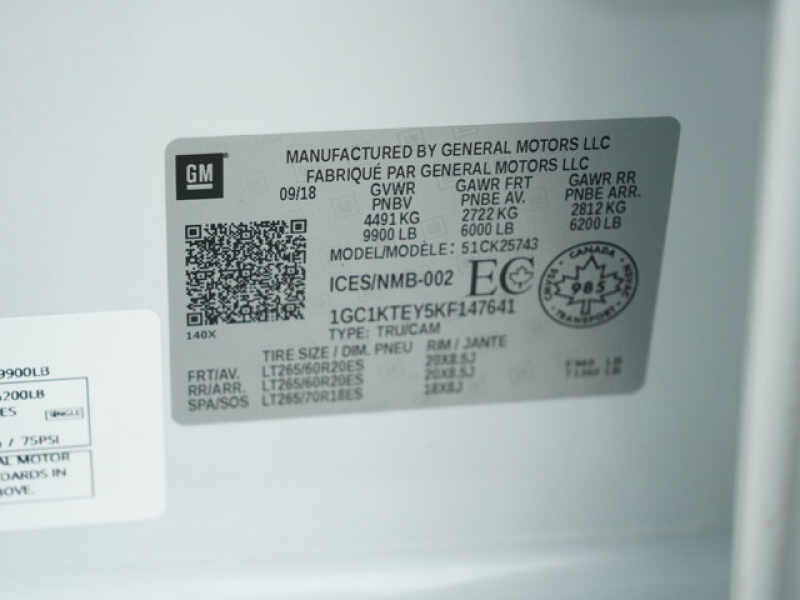 GM
MANUFACTURED BY GENERAL MOTORS LLC
FABRIQUÉ PAR GENERAL MOTORS LLC
09/18 GVWR GAWR FRT GAWR RR
PNBV PNBE AV. PNBE ARR.
4491 KG 2722 KG 2812 KG
9900 LB 6000 LB 6200 LB
MODEL/MODÈLE: 51CK25743
ICES/NMB-002 EC
CANADA
985
TRANSPORT
1GC1KTEY5KF147641
140X
TYPE: TRU/CAM
TIRE SIZE / DIM. PNEU RIM / JANTE
FRT/AV. LT265/60R20ES 20X8.5J
RR/ARR. LT265/60R20ES 20X8.5J
SPA/SOS LT265/70R18ES 18X8J
9900LB
6200LB
ES [SINGLE]
/ 75PSI
AL MOTOR
DARDS IN
BOVE.